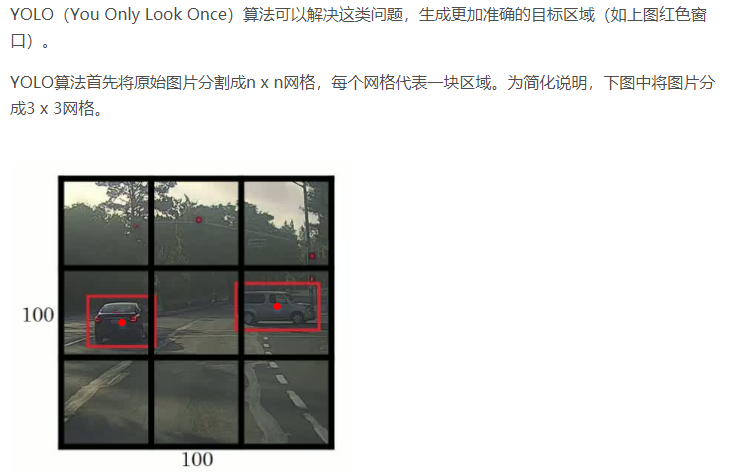 YOLO（You Only Look Once）算法可以解决这类问题，生成更加准确的目标区域（如上图红色窗
口）。
YOLO算法首先将原始图片分割成n x n网格，每个网格代表一块区域。为简化说明，下图中将图片分
成3 x 3网格。
100
100